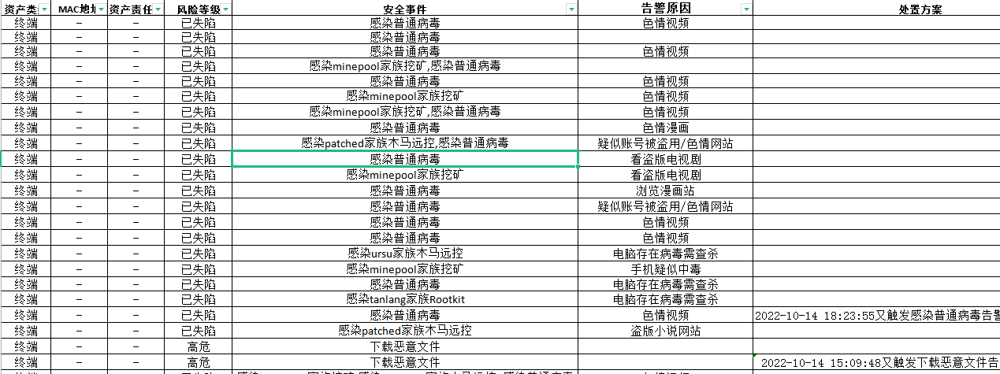 资产类 MAC地址 资产责任 风险等级 安全事件 告警原因 处置方案
终端 - - 已失陷 感染普通病毒 色情视频
终端 - - 已失陷 感染普通病毒
终端 - - 已失陷 感染普通病毒 色情视频
终端 - - 已失陷 感染minepool家族挖矿,感染普通病毒
终端 - - 已失陷 感染普通病毒 色情视频
终端 - - 已失陷 感染minepool家族挖矿 色情视频
终端 - - 已失陷 感染minepool家族挖矿,感染普通病毒 色情视频
终端 - - 已失陷 感染普通病毒 色情漫画
终端 - - 已失陷 感染patched家族木马远控,感染普通病毒 疑似账号被盗用/色情网站
终端 - - 已失陷 感染普通病毒 看盗版电视剧
终端 - - 已失陷 感染minepool家族挖矿 看盗版电视剧
终端 - - 已失陷 感染普通病毒 浏览漫画站
终端 - - 已失陷 感染普通病毒 疑似账号被盗用/色情网站
终端 - - 已失陷 感染普通病毒 色情视频
终端 - - 已失陷 感染普通病毒 色情视频
终端 - - 已失陷 感染ursu家族木马远控 电脑存在病毒需查杀
终端 - - 已失陷 感染minepool家族挖矿 手机疑似中毒
终端 - - 已失陷 感染普通病毒 电脑存在病毒需查杀
终端 - - 已失陷 感染tanlang家族Rootkit 电脑存在病毒需查杀
终端 - - 已失陷 感染普通病毒 色情视频 2022-10-14 18:23:55又触发感染普通病毒告警
终端 - - 已失陷 感染patched家族木马远控 盗版小说网站
终端 - - 高危 下载恶意文件
终端 - - 高危 下载恶意文件 2022-10-14 15:09:48又触发下载恶意文件告